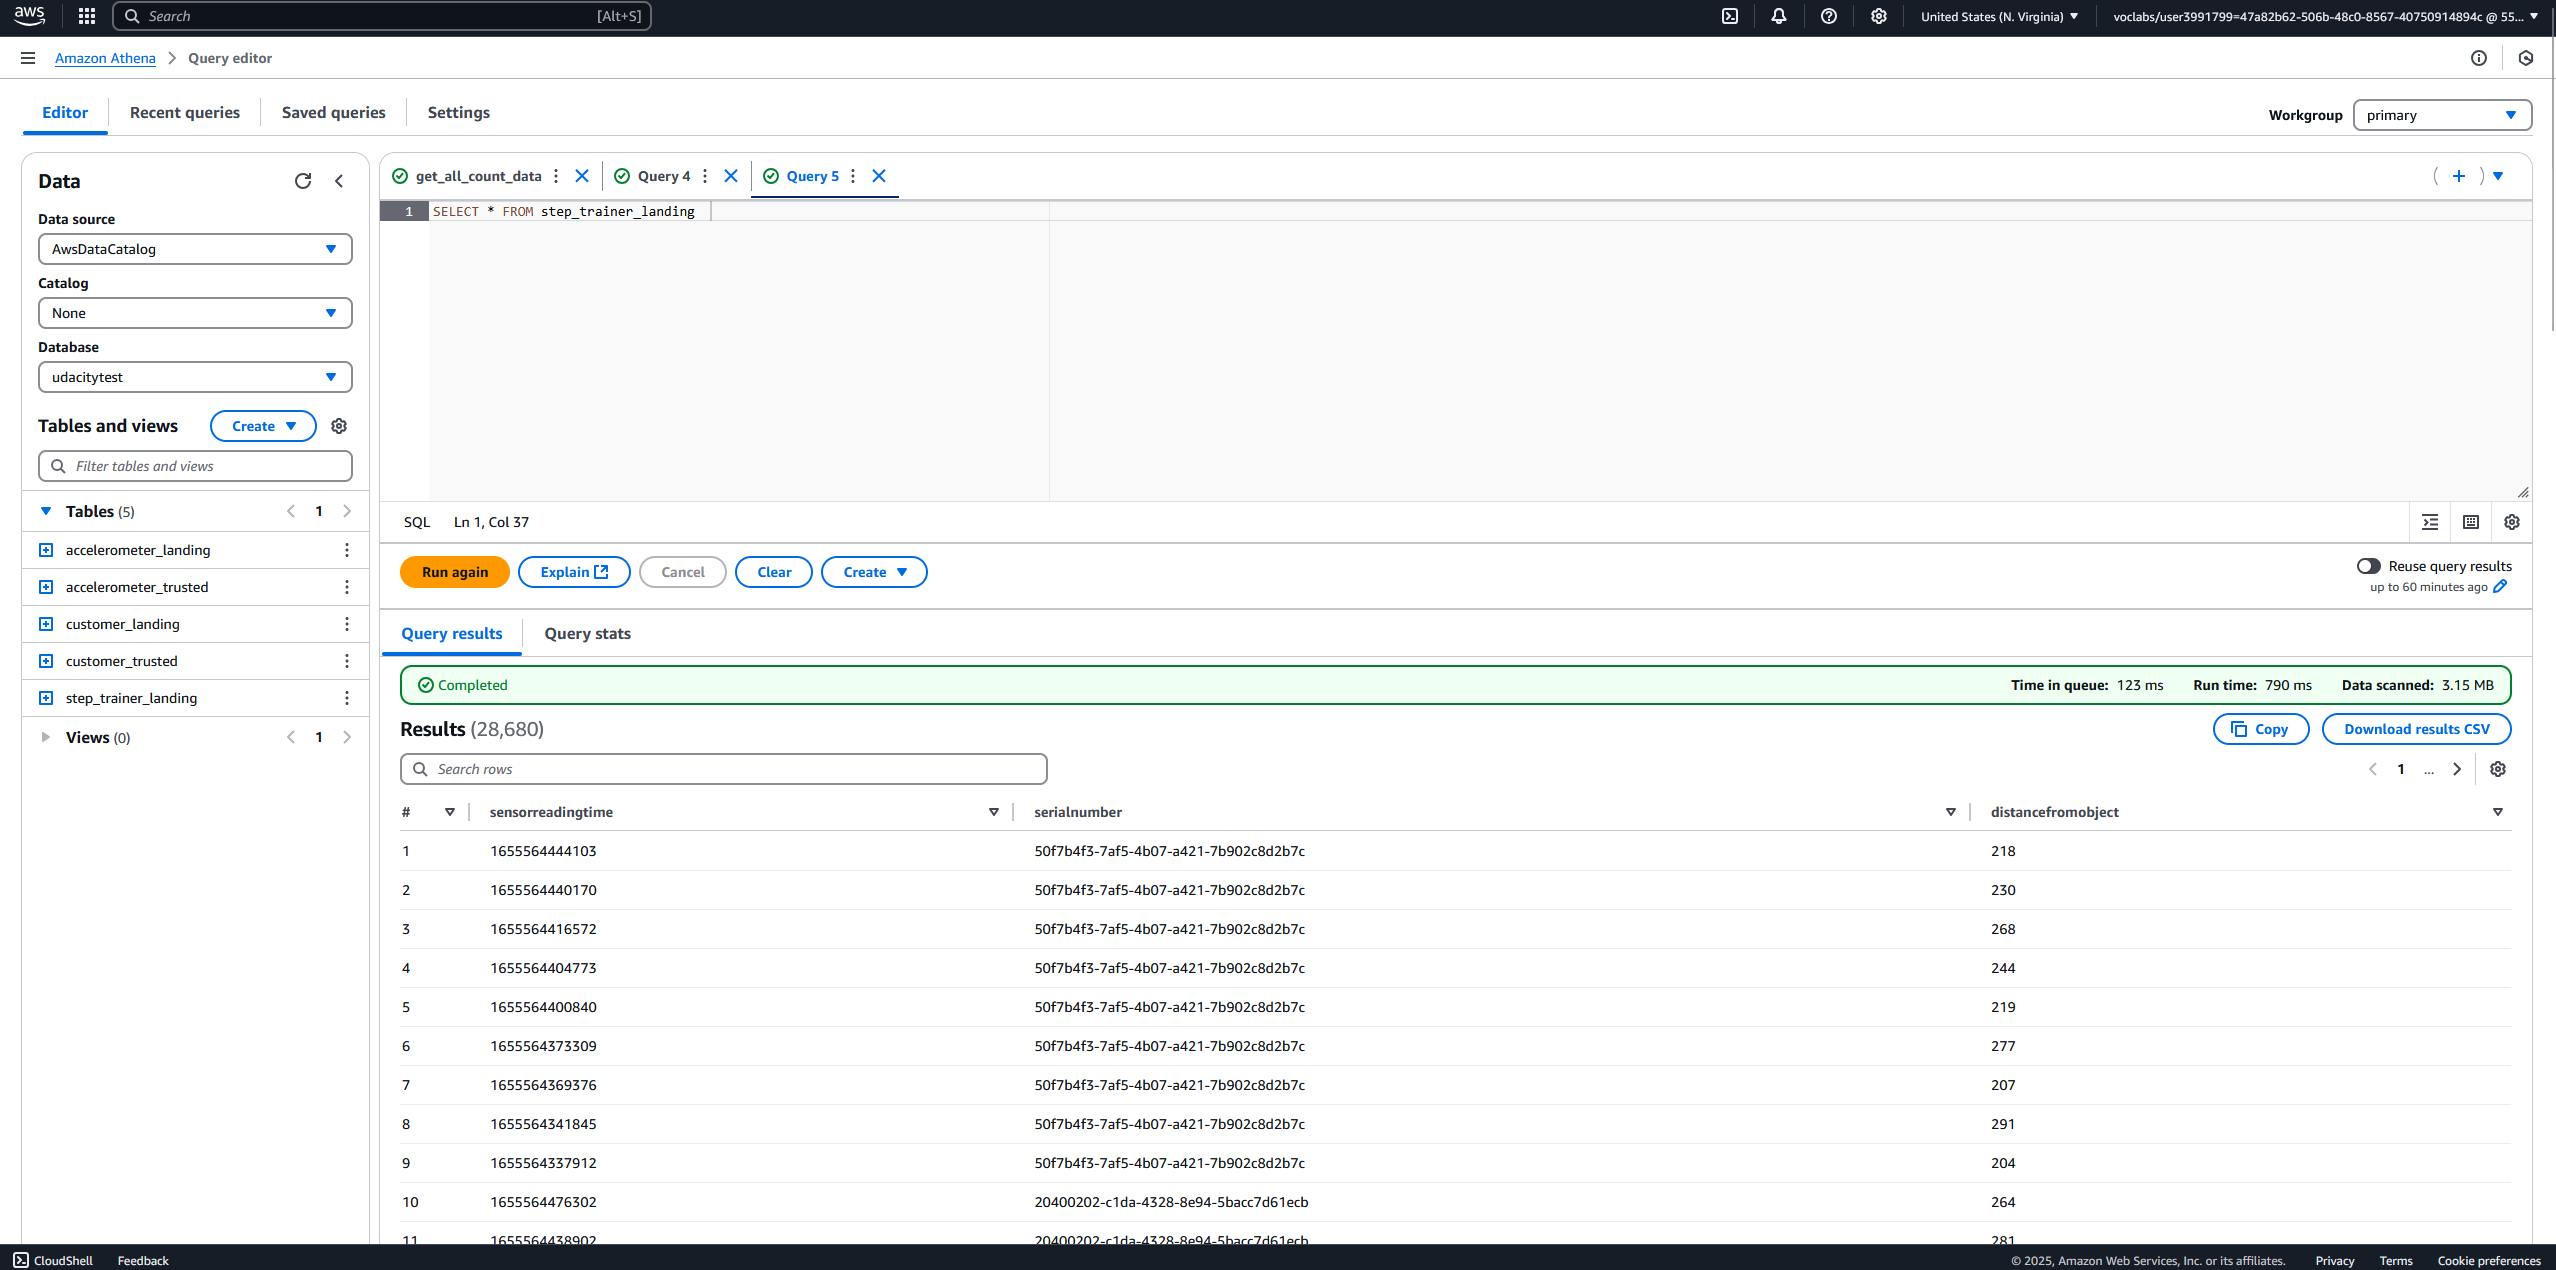 aws
Search [Alt+S]
United States (N. Virginia)
voclabs/user3991799=47a82b62-506b-48c0-8567-40750914894c @ 55...
Amazon Athena > Query editor
Editor
Recent queries
Saved queries
Settings
Workgroup
primary
Data
Data source
AwsDataCatalog
Catalog
None
Database
udacitytest
Tables and views
Create
Filter tables and views
Tables (5)
1
accelerometer_landing
accelerometer_trusted
customer_landing
customer_trusted
step_trainer_landing
Views (0)
1
get_all_count_data
Query 4
Query 5
1 SELECT * FROM step_trainer_landing
SQL Ln 1, Col 37
Run again
Explain
Cancel
Clear
Create
Reuse query results
up to 60 minutes ago
Query results
Query stats
Completed
Time in queue: 123 ms Run time: 790 ms Data scanned: 3.15 MB
Results (28,680)
Copy
Download results CSV
Search rows
1 ...
# sensorreadingtime serialnumber distancefromobject
1 1655564444103 50f7b4f3-7af5-4b07-a421-7b902c8d2b7c 218
2 1655564440170 50f7b4f3-7af5-4b07-a421-7b902c8d2b7c 230
3 1655564416572 50f7b4f3-7af5-4b07-a421-7b902c8d2b7c 268
4 1655564404773 50f7b4f3-7af5-4b07-a421-7b902c8d2b7c 244
5 1655564400840 50f7b4f3-7af5-4b07-a421-7b902c8d2b7c 219
6 1655564373309 50f7b4f3-7af5-4b07-a421-7b902c8d2b7c 277
7 1655564369376 50f7b4f3-7af5-4b07-a421-7b902c8d2b7c 207
8 1655564341845 50f7b4f3-7af5-4b07-a421-7b902c8d2b7c 291
9 1655564337912 50f7b4f3-7af5-4b07-a421-7b902c8d2b7c 204
10 1655564476302 20400202-c1da-4328-8e94-5bacc7d61ecb 264
11 1655564438902 20400202-c1da-4328-8e94-5bacc7d61ecb 281
CloudShell Feedback
© 2025, Amazon Web Services, Inc. or its affiliates. Privacy Terms Cookie preferences